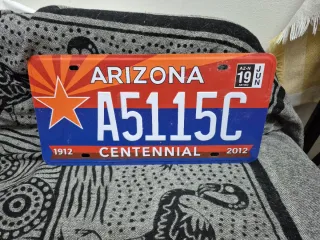 AZ-N
19
JUN
ARIZONA
A5115C
1912 CENTENNIAL 2012